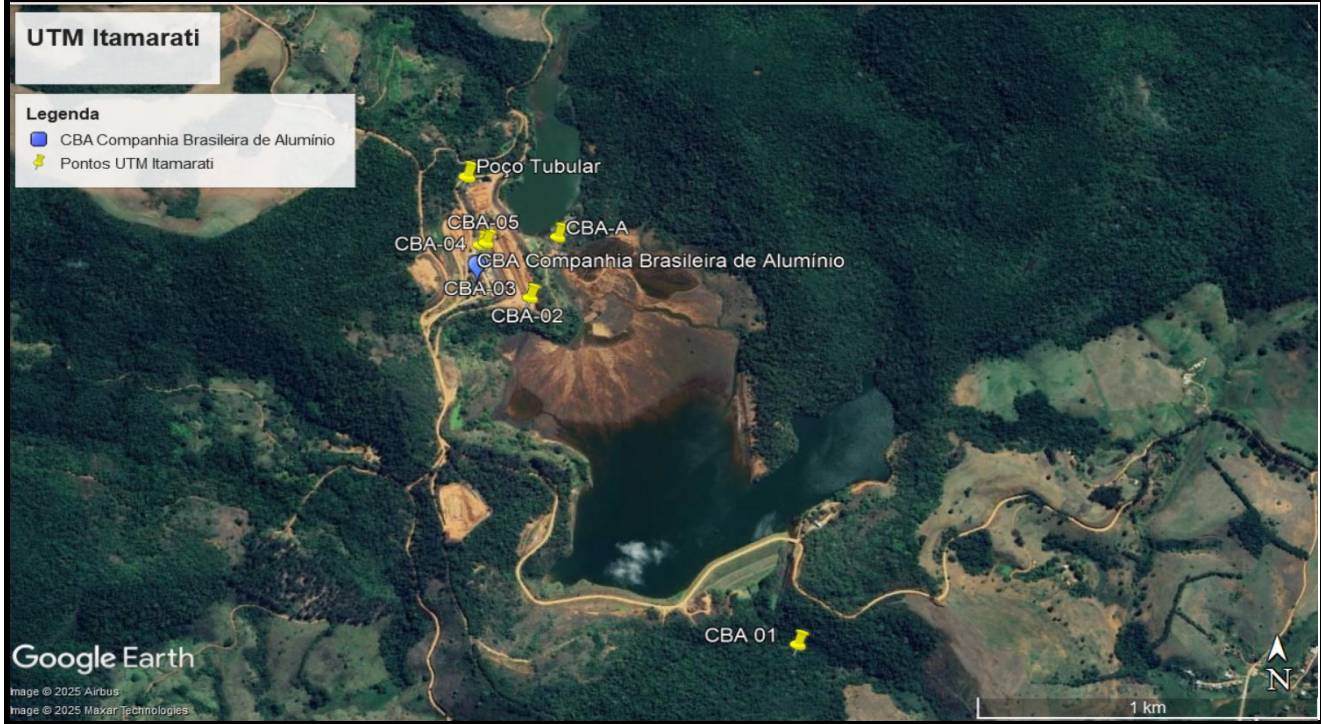 UTM Itamarati
Legenda
CBA Companhia Brasileira de Alumínio
Pontos UTM Itamarati
Poço Tubular
CBA-05
CBA-A
CBA-04
CBA Companhia Brasileira de Alumínio
CBA-03
CBA-02
CBA 01
Google Earth
Image © 2025 Airbus
Image © 2025 Maxar Technologies
N
1 km